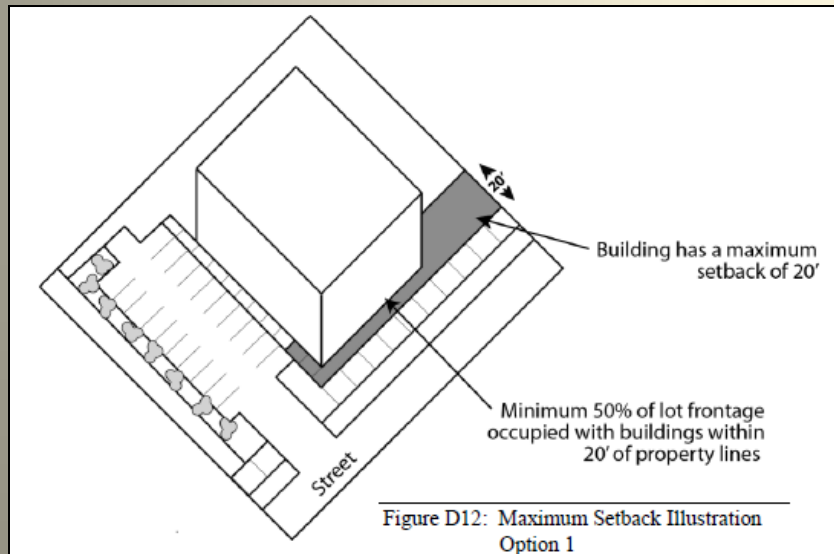 20'
Building has a maximum
setback of 20'
Minimum 50% of lot frontage
occupied with buildings within
20' of property lines
Street
Figure D12: Maximum Setback Illustration
Option 1